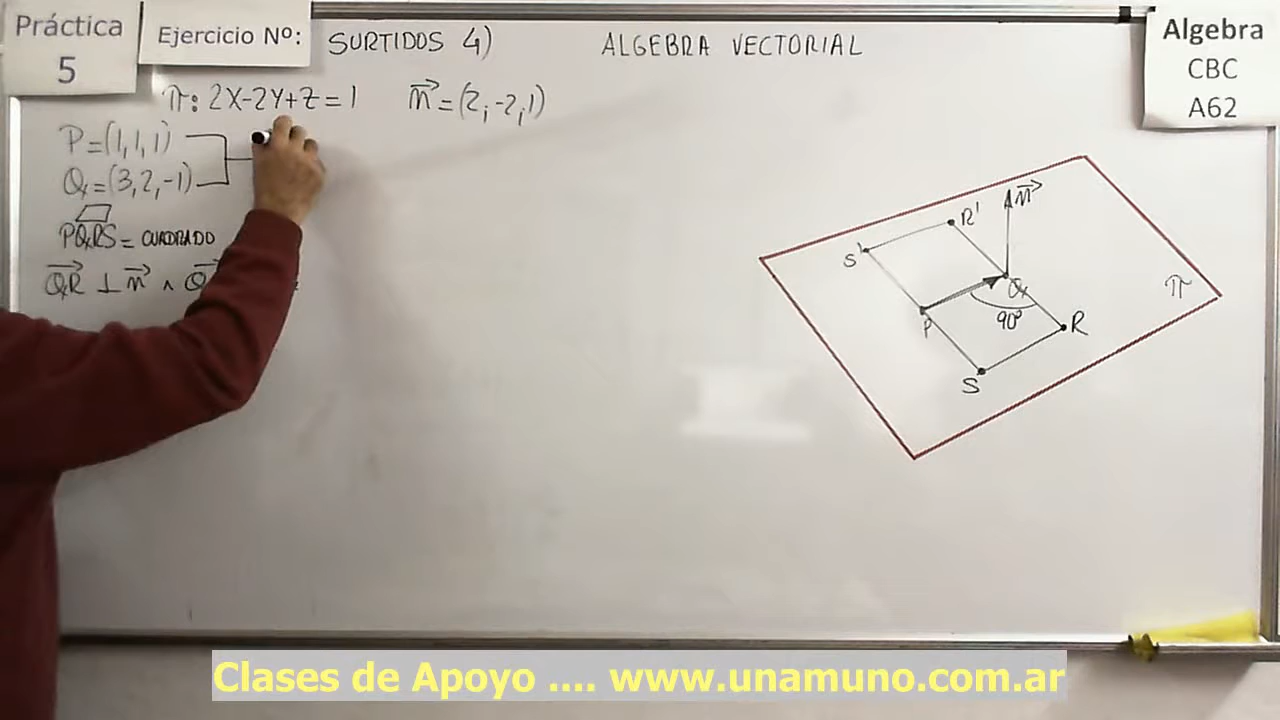 Práctica
5
Ejercicio Nº:
SURTIDOS 4)
ALGEBRA VECTORIAL
Algebra
CBC
A62
π: 2X-2Y+Z=1
n=(2,-2,1)
P=(1,1,1)
Q=(3,2,-1)
PQRS=CUADRADO
QR ⊥ n ∧ Q
n
S'
R'
Q
P
90º
R
S
π
Clases de Apoyo .... www.unamuno.com.ar